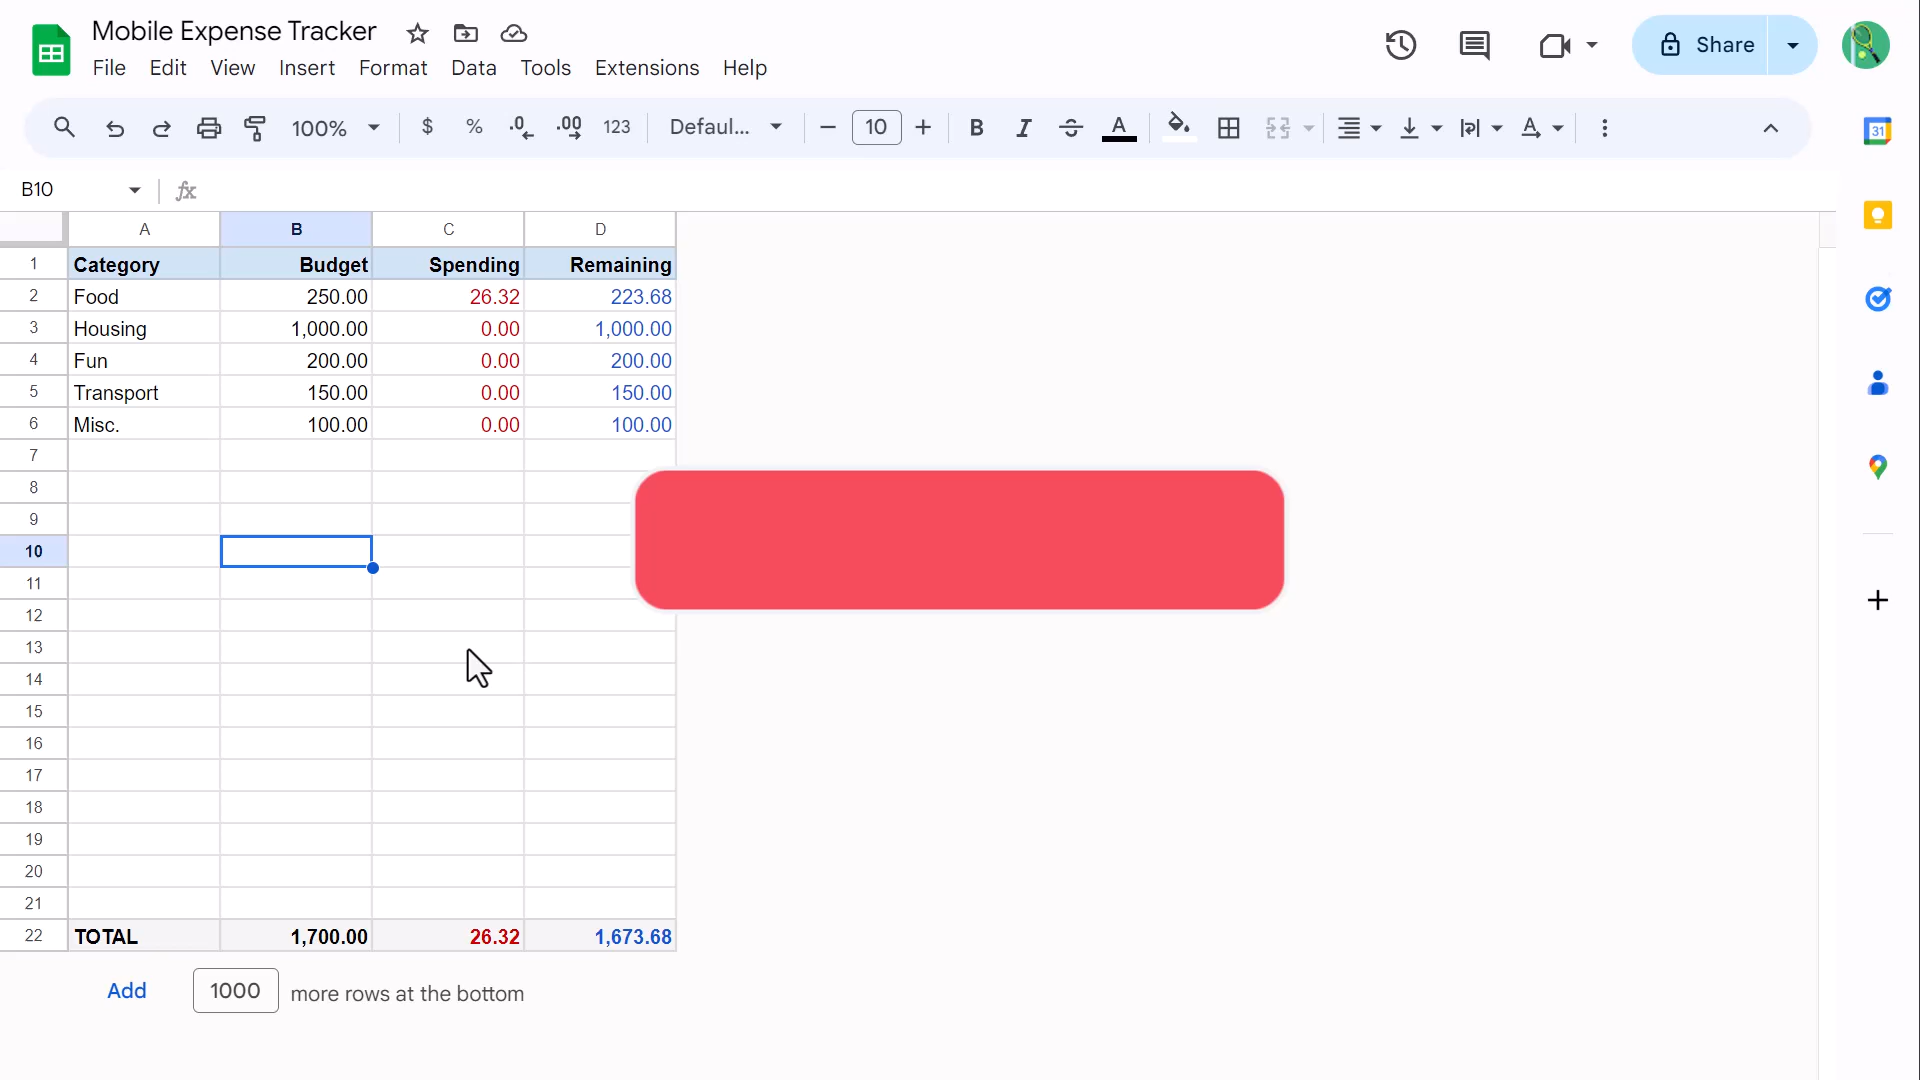 Mobile Expense Tracker
File Edit View Insert Format Data Tools Extensions Help
Share
100% $ % .0 .00 123 Defaul... 10 B I A A
31
B10 fx
A B C D
1 Category Budget Spending Remaining
2 Food 250.00 26.32 223.68
3 Housing 1,000.00 0.00 1,000.00
4 Fun 200.00 0.00 200.00
5 Transport 150.00 0.00 150.00
6 Misc. 100.00 0.00 100.00
7
8
9
10
11
12
13
14
15
16
17
18
19
20
21
22 TOTAL 1,700.00 26.32 1,673.68
Add 1000 more rows at the bottom